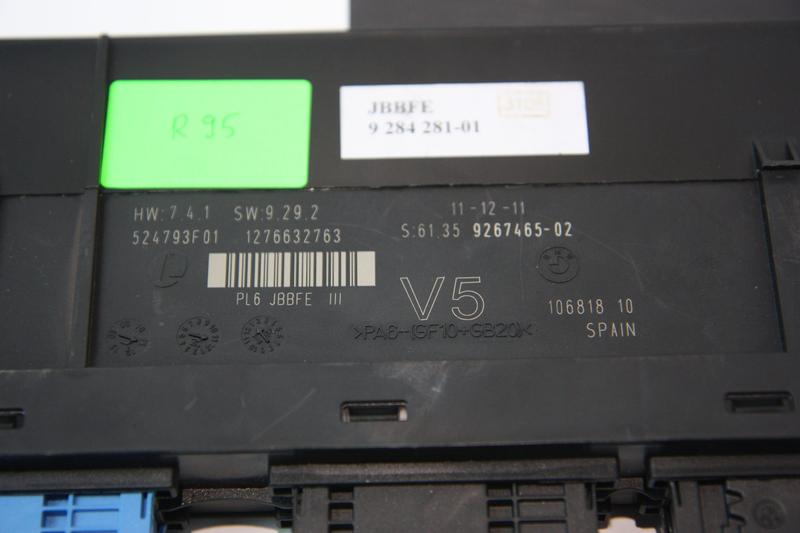 R 95
JBBFE
9 284 281-01
HW:7.4.1 SW:9.29.2
11-12-11
524793F01 1276632763
S:61.35 9267465-02
PL6 JBBFE III
V5
>PA6-(GF10+GB20)<
106818 10
SPAIN